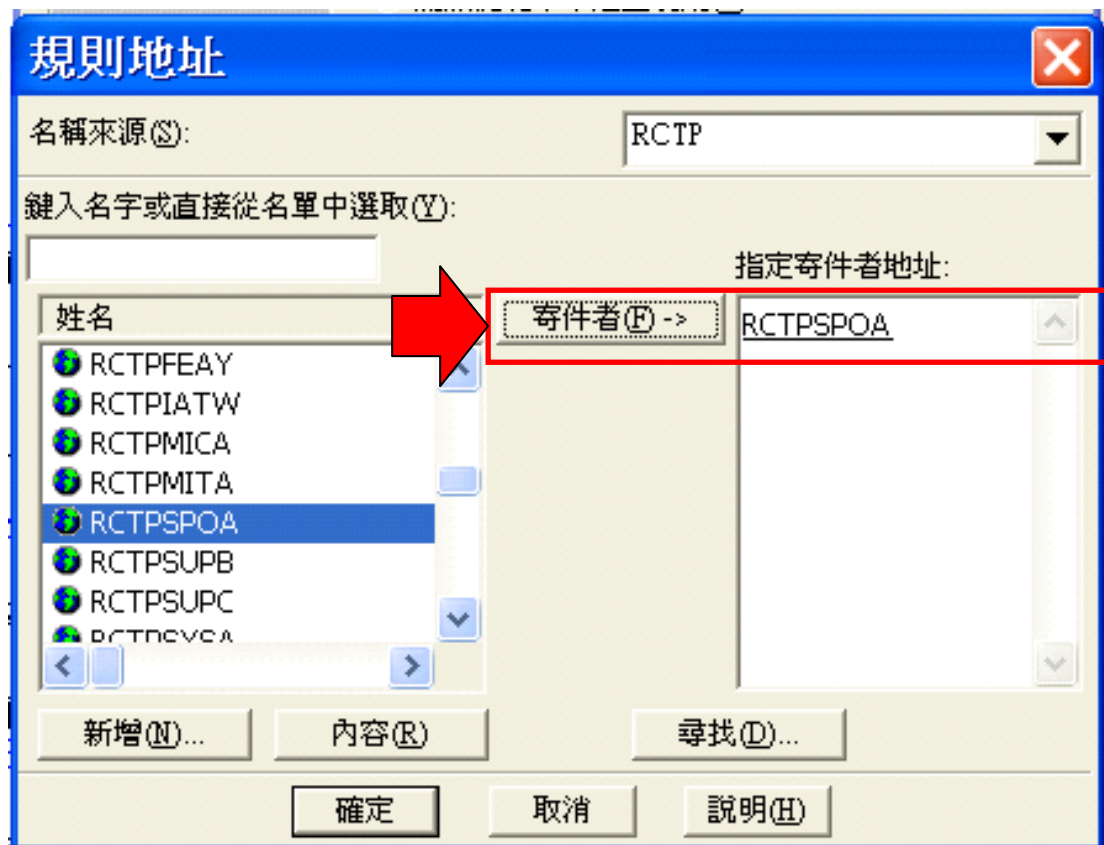 規則地址
名稱來源(S):
RCTP
鍵入名字或直接從名單中選取(Y):
指定寄件者地址:
姓名
寄件者(F) ->
RCTPSPOA
RCTPFEAY
RCTPIATW
RCTPMICA
RCTPMITA
RCTPSPOA
RCTPSUPB
RCTPSUPC
新增(N)...
內容(R)
尋找(D)...
確定
取消
說明(H)